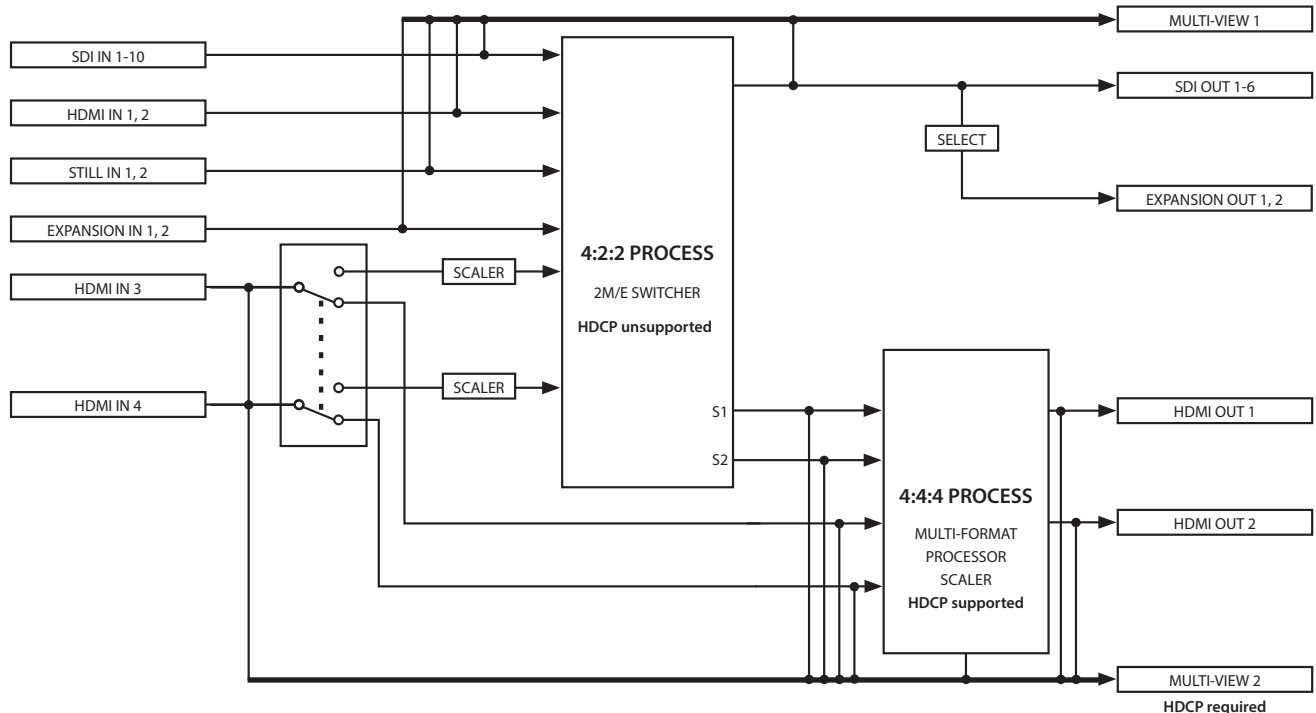 MULTI-VIEW 1
SDI IN 1-10
SDI OUT 1-6
HDMI IN 1, 2
SELECT
STILL IN 1, 2
EXPANSION OUT 1, 2
EXPANSION IN 1, 2
4:2:2 PROCESS
2M/E SWITCHER
HDCP unsupported
SCALER
HDMI IN 3
SCALER
HDMI IN 4
S1
S2
HDMI OUT 1
4:4:4 PROCESS
MULTI-FORMAT
PROCESSOR
SCALER
HDCP supported
HDMI OUT 2
MULTI-VIEW 2
HDCP required